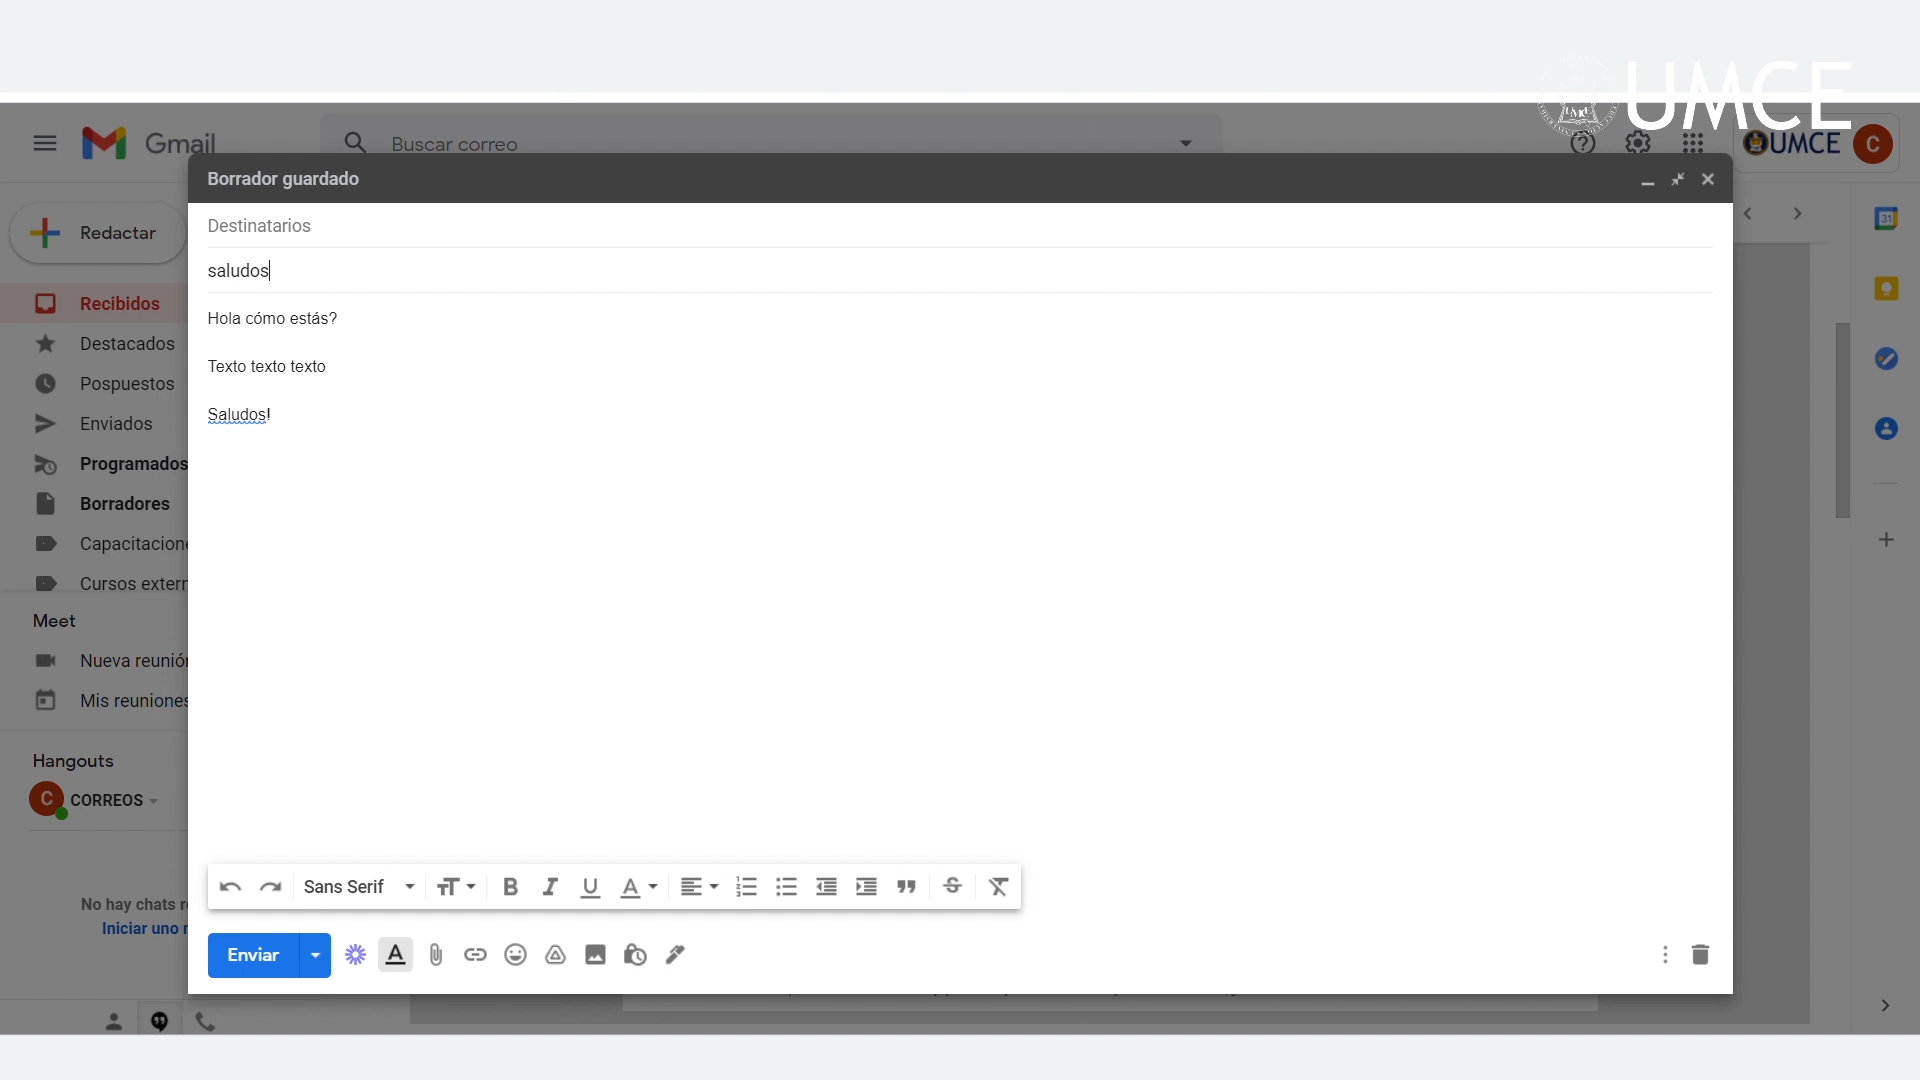 UMCE
Gmail
Buscar correo
UMCE
C
Borrador guardado
Redactar
Destinatarios
saludos
Recibidos
Hola cómo estás?
Destacados
Texto texto texto
Pospuestos
Saludos!
Enviados
Programados
Borradores
Capacitacione
Cursos extern
Meet
Nueva reunión
Mis reuniones
Hangouts
C
CORREOS
Sans Serif
No hay chats r
Iniciar uno
Enviar
31